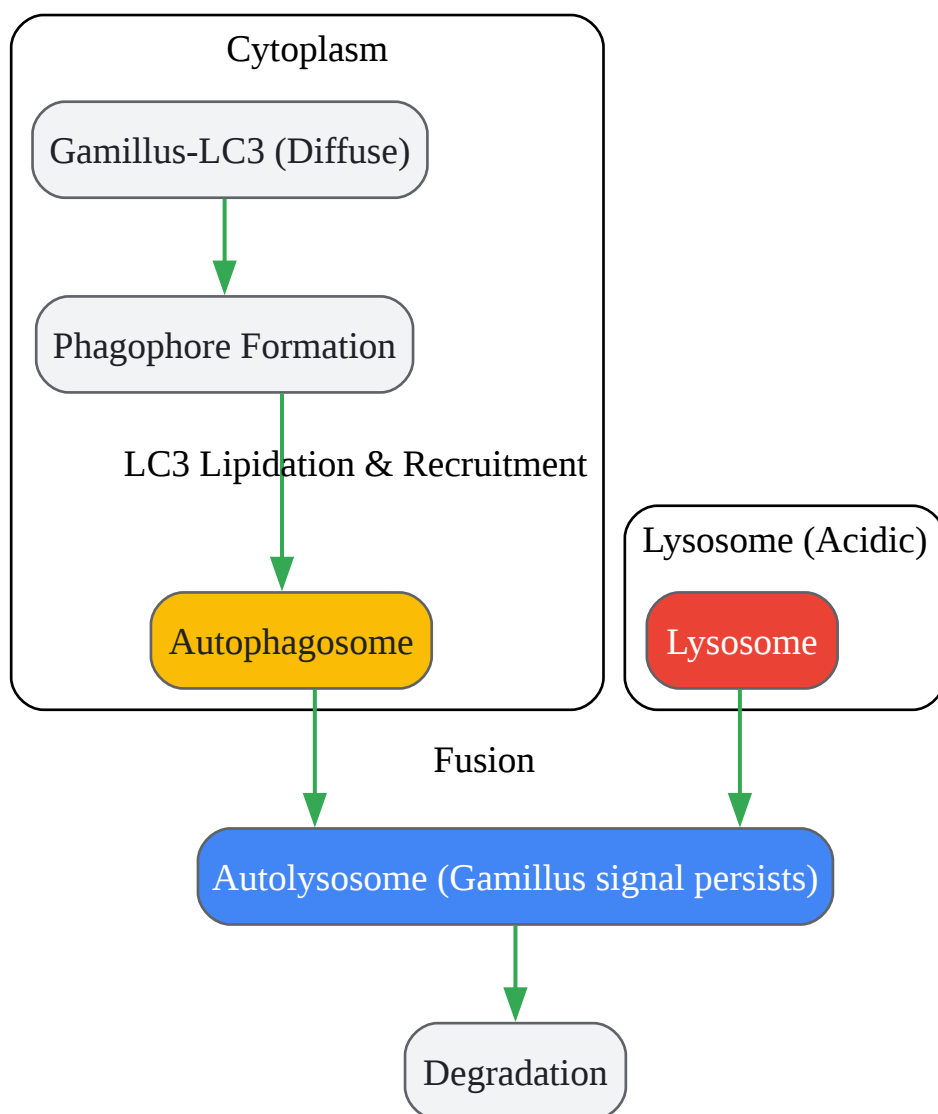 Cytoplasm
Gamillus-LC3 (Diffuse)
Phagophore Formation
LC3 Lipidation & Recruitment
Lysosome (Acidic)
Autophagosome
Lysosome
Fusion
Autolysosome (Gamillus signal persists)
Degradation